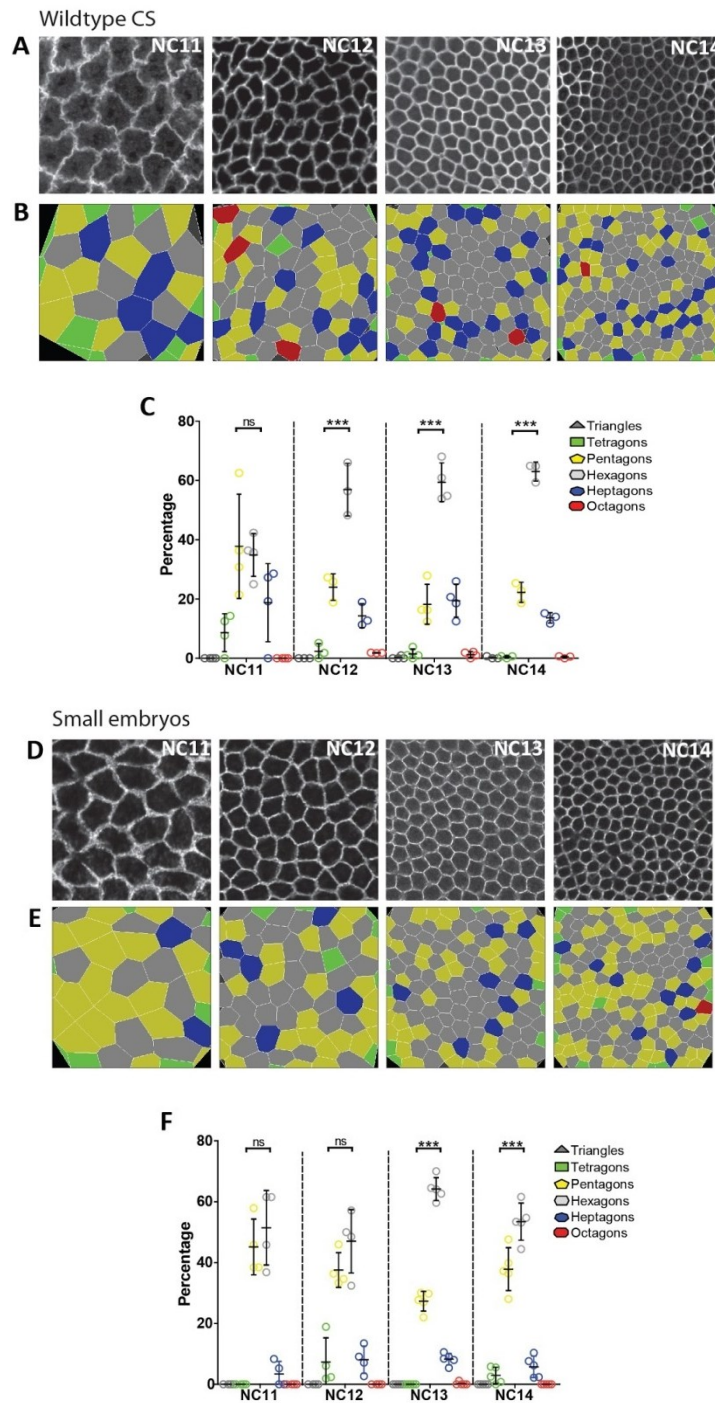 Wildtype CS
A NC11 NC12 NC13 NC14
B
C
80
60
40
20
0
Percentage
ns *** *** ***
Triangles
Tetragons
Pentagons
Hexagons
Heptagons
Octagons
NC11 NC12 NC13 NC14
Small embryos
D NC11 NC12 NC13 NC14
E
F
80
60
40
20
0
Percentage
ns ns *** ***
Triangles
Tetragons
Pentagons
Hexagons
Heptagons
Octagons
NC11 NC12 NC13 NC14